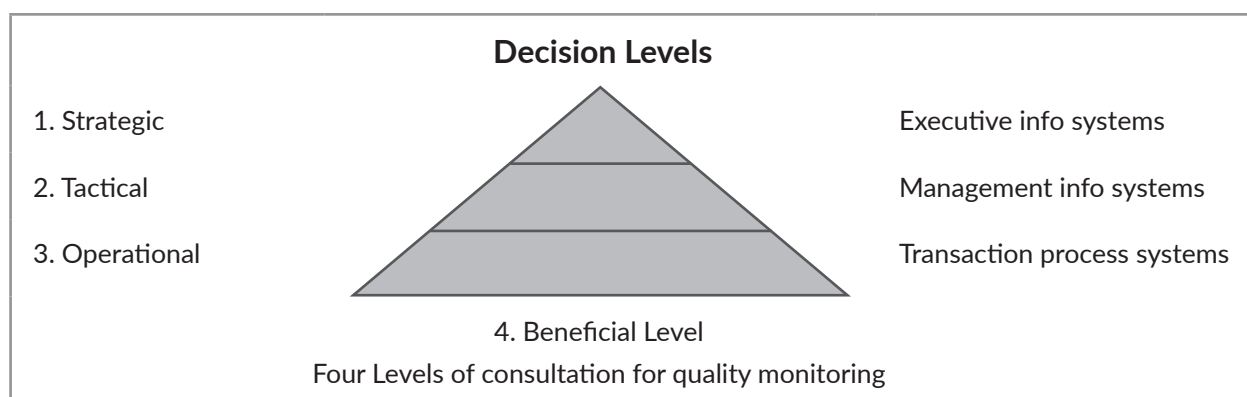 Decision Levels
1. Strategic
Executive info systems
2. Tactical
Management info systems
3. Operational
Transaction process systems
4. Beneficial Level
Four Levels of consultation for quality monitoring